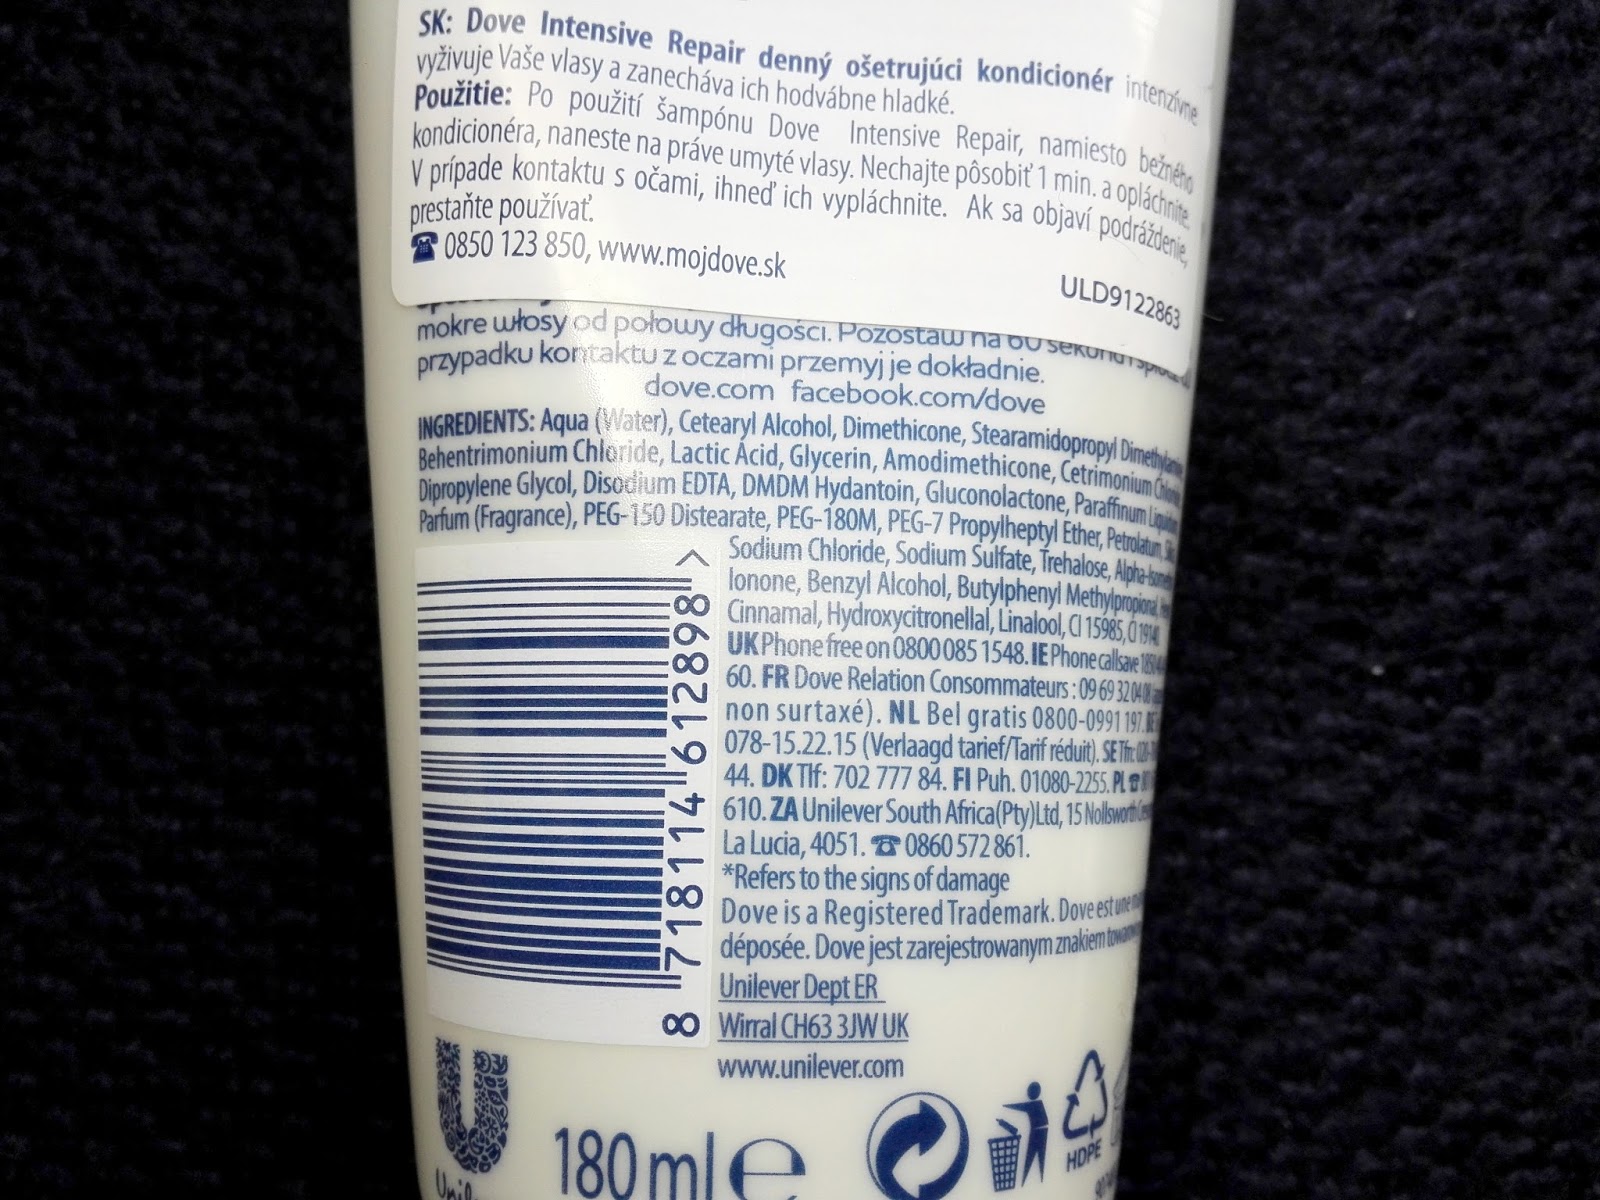 SK: Dove Intensive Repair denný ošetrujúci kondicionér intenzívne
vyživuje Vaše vlasy a zanecháva ich hodvábne hladké.
Použitie: Po použití šampónu Dove Intensive Repair, namiesto bežného
kondicionéra, naneste na práve umyté vlasy. Nechajte pôsobiť 1 min. a opláchnite.
V prípade kontaktu s očami, ihneď ich vypláchnite. Ak sa objaví podráždenie,
prestaňte používať.
☎ 0850 123 850, www.mojdove.sk
ULD9122863
mokre włosy od połowy długości. Pozostaw na 60 sekund i
przypadku kontaktu z oczami przemyj je dokładnie.
dove.com facebook.com/dove
INGREDIENTS: Aqua (Water), Cetearyl Alcohol, Dimethicone, Stearamidopropyl
Behentrimonium Chloride, Lactic Acid, Glycerin, Amodimethicone, Cetrimonium
Dipropylene Glycol, Disodium EDTA, DMDM Hydantoin, Gluconolactone, Paraffinum
Parfum (Fragrance), PEG-150 Distearate, PEG-180M, PEG-7 Propylheptyl Ether, Petrolatum,
Sodium Chloride, Sodium Sulfate, Trehalose,
Ionone, Benzyl Alcohol, Butylphenyl
Cinnamal, Hydroxycitronellal, Linalool, CI 15985, CI 19140
UK Phone free on 0800 085 1548. IE Phone callsave
60. FR Dove Relation Consommateurs : 09 69 32 04 08
non surtaxé). NL Bel gratis 0800-0991 197.
078-15.22.15 (Verlaagd tarief/Tarif réduit). SE
44. DK Tlf: 702 777 84. FI Puh. 01080-2255. PL ☎
610. ZA Unilever South Africa(Pty)Ltd, 15 Nollsworth
La Lucia, 4051. ☎ 0860 572 861.
*Refers to the signs of damage
Dove is a Registered Trademark. Dove est une
déposée. Dove jest zarejestrowanym znakiem
Unilever Dept ER
Wirral CH63 3JW UK
www.unilever.com
8 718114 612898 >
180 ml ℮
HDPE